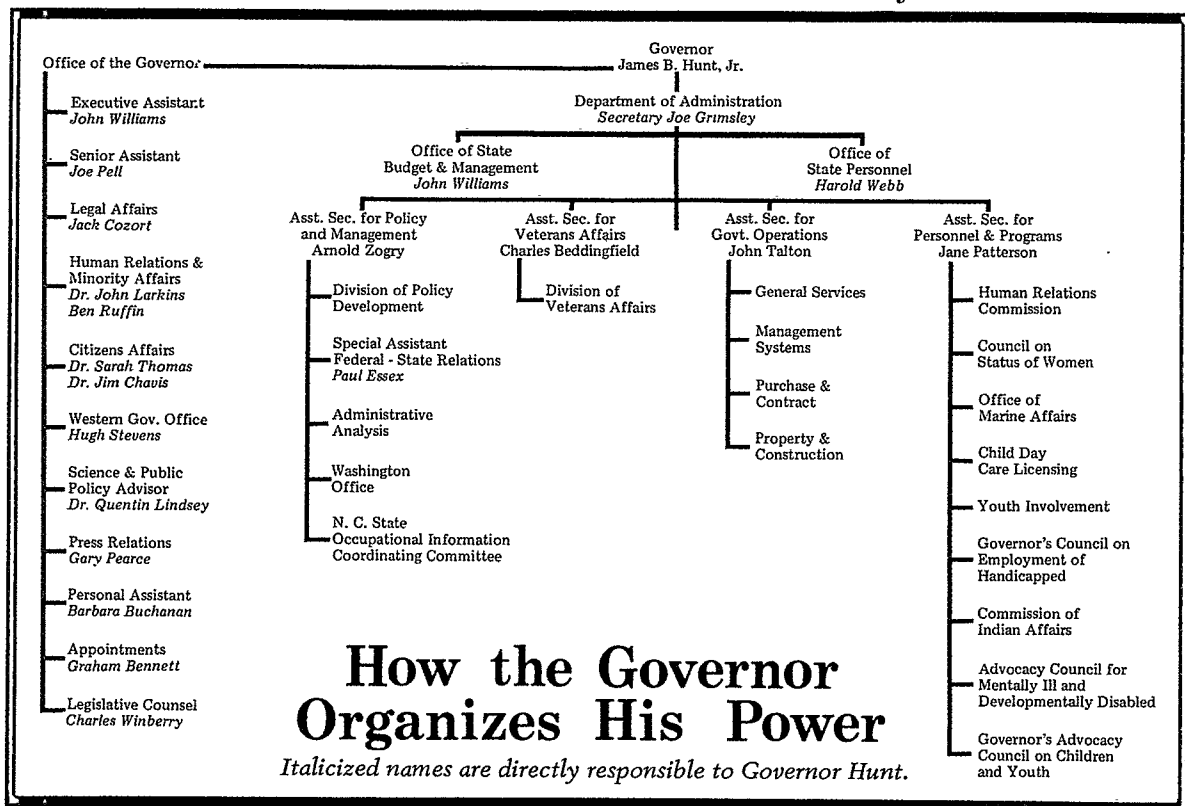 Governor
James B. Hunt, Jr.
Office of the Governor
Executive Assistant
John Williams
Senior Assistant
Joe Pell
Legal Affairs
Jack Cozort
Human Relations &
Minority Affairs
Dr. John Larkins
Ben Ruffin
Citizens Affairs
Dr. Sarah Thomas
Dr. Jim Chavis
Western Gov. Office
Hugh Stevens
Science & Public
Policy Advisor
Dr. Quentin Lindsey
Press Relations
Gary Pearce
Personal Assistant
Barbara Buchanan
Appointments
Graham Bennett
Legislative Counsel
Charles Winberry
Department of Administration
Secretary Joe Grimsley
Office of State
Budget & Management
John Williams
Office of
State Personnel
Harold Webb
Asst. Sec. for Policy
and Management
Arnold Zogry
Division of Policy
Development
Special Assistant
Federal - State Relations
Paul Essex
Administrative
Analysis
Washington
Office
N. C. State
Occupational Information
Coordinating Committee
Asst. Sec. for
Veterans Affairs
Charles Beddingfield
Division of
Veterans Affairs
Asst. Sec. for
Govt. Operations
John Talton
General Services
Management
Systems
Purchase &
Contract
Property &
Construction
Asst. Sec. for
Personnel & Programs
Jane Patterson
Human Relations
Commission
Council on
Status of Women
Office of
Marine Affairs
Child Day
Care Licensing
Youth Involvement
Governor's Council on
Employment of
Handicapped
Commission of
Indian Affairs
Advocacy Council for
Mentally Ill and
Developmentally Disabled
Governor's Advocacy
Council on Children
and Youth
How the Governor
Organizes His Power
Italicized names are directly responsible to Governor Hunt.